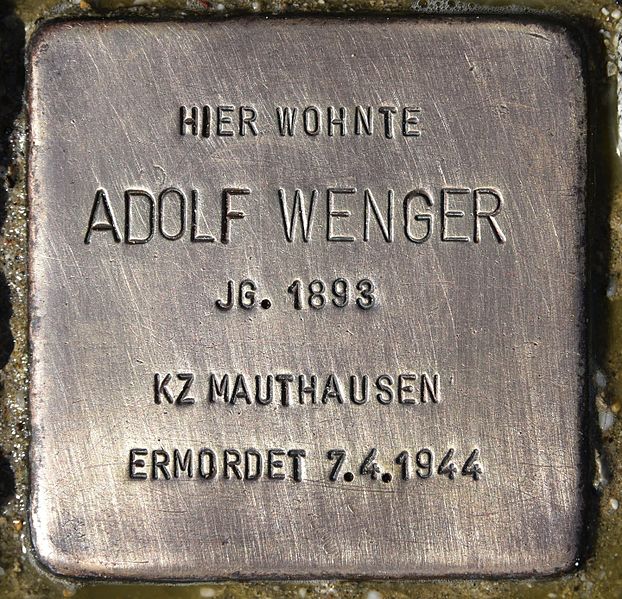 HIER WOHNTE
ADOLF WENGER
JG. 1893
KZ MAUTHAUSEN
ERMORDET 7.4.1944